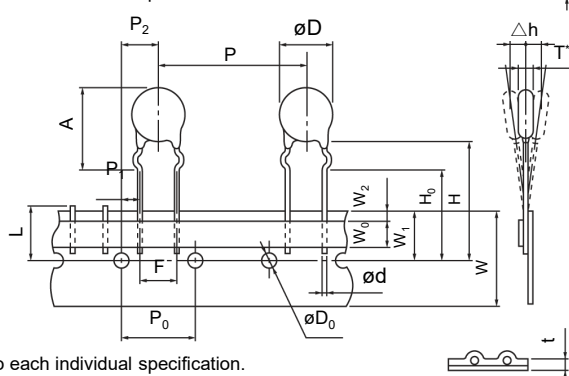 P2
øD
△h
P
T*
A
P1
W2
H0
H
L
W0
W1
W
F
ød
P0
øD0
o each individual specification.
t